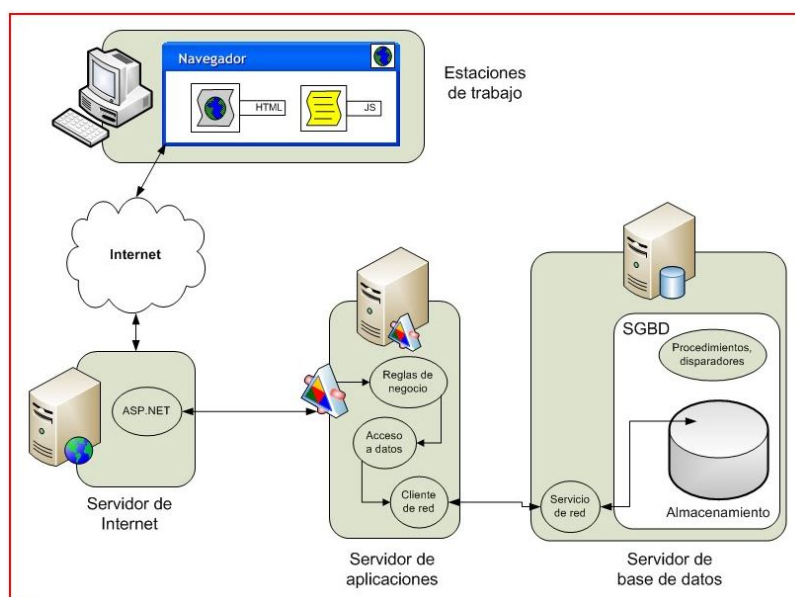 Navegador
HTML
JS
Estaciones
de trabajo
Internet
ASP.NET
Servidor de
Internet
Reglas de
negocio
Acceso
a datos
Cliente
de red
Servidor de
aplicaciones
SGBD
Procedimientos,
disparadores
Servicio
de red
Almacenamiento
Servidor de
base de datos